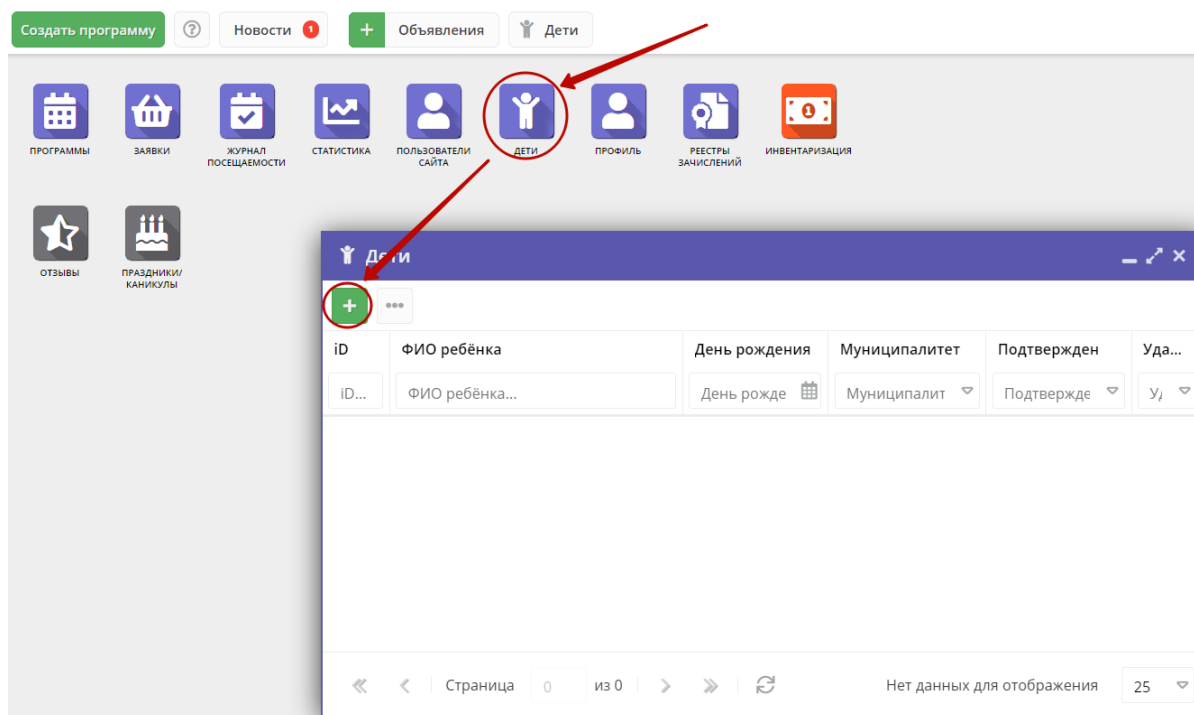 Создать программу
Новости 1
Объявления
Дети
ПРОГРАММЫ
ЗАЯВКИ
ЖУРНАЛ
ПОСЕЩАЕМОСТИ
СТАТИСТИКА
ПОЛЬЗОВАТЕЛИ
САЙТА
ДЕТИ
ПРОФИЛЬ
РЕЕСТРЫ
ЗАЧИСЛЕНИЙ
ИНВЕНТАРИЗАЦИЯ
ОТЗЫВЫ
ПРАЗДНИКИ/
КАНИКУЛЫ
Дети
iD ФИО ребёнка День рождения Муниципалитет Подтвержден Уда...
iD... ФИО ребёнка... День рожде Муниципалит Подтвержде
Страница 0 из 0 Нет данных для отображения 25